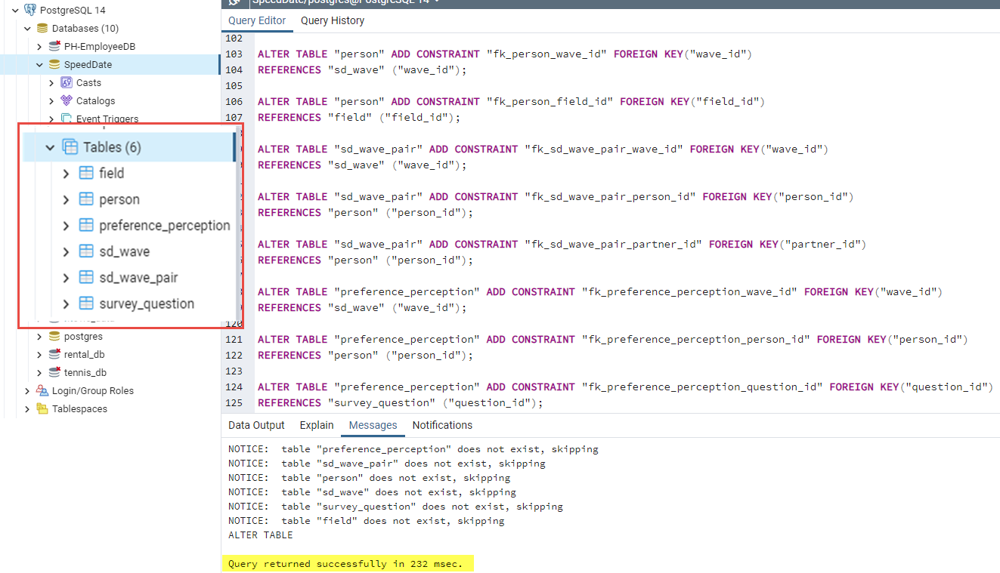 PostgreSQL 14
Databases (10)
PH-EmployeeDB
SpeedDate
Casts
Catalogs
Event Triggers
Tables (6)
field
person
preference_perception
sd_wave
sd_wave_pair
survey_question
postgres
rental_db
tennis_db
Login/Group Roles
Tablespaces
SpeedDate/postgres@PostgreSQL 14
Query Editor Query History
102
103 ALTER TABLE "person" ADD CONSTRAINT "fk_person_wave_id" FOREIGN KEY("wave_id")
104 REFERENCES "sd_wave" ("wave_id");
105
106 ALTER TABLE "person" ADD CONSTRAINT "fk_person_field_id" FOREIGN KEY("field_id")
107 REFERENCES "field" ("field_id");
ALTER TABLE "sd_wave_pair" ADD CONSTRAINT "fk_sd_wave_pair_wave_id" FOREIGN KEY("wave_id")
REFERENCES "sd_wave" ("wave_id");
ALTER TABLE "sd_wave_pair" ADD CONSTRAINT "fk_sd_wave_pair_person_id" FOREIGN KEY("person_id")
REFERENCES "person" ("person_id");
ALTER TABLE "sd_wave_pair" ADD CONSTRAINT "fk_sd_wave_pair_partner_id" FOREIGN KEY("partner_id")
REFERENCES "person" ("person_id");
ALTER TABLE "preference_perception" ADD CONSTRAINT "fk_preference_perception_wave_id" FOREIGN KEY("wave_id")
REFERENCES "sd_wave" ("wave_id");
120
121 ALTER TABLE "preference_perception" ADD CONSTRAINT "fk_preference_perception_person_id" FOREIGN KEY("person_id")
122 REFERENCES "person" ("person_id");
123
124 ALTER TABLE "preference_perception" ADD CONSTRAINT "fk_preference_perception_question_id" FOREIGN KEY("question_id")
125 REFERENCES "survey_question" ("question_id");
Data Output Explain Messages Notifications
NOTICE: table "preference_perception" does not exist, skipping
NOTICE: table "sd_wave_pair" does not exist, skipping
NOTICE: table "person" does not exist, skipping
NOTICE: table "sd_wave" does not exist, skipping
NOTICE: table "survey_question" does not exist, skipping
NOTICE: table "field" does not exist, skipping
ALTER TABLE
Query returned successfully in 232 msec.